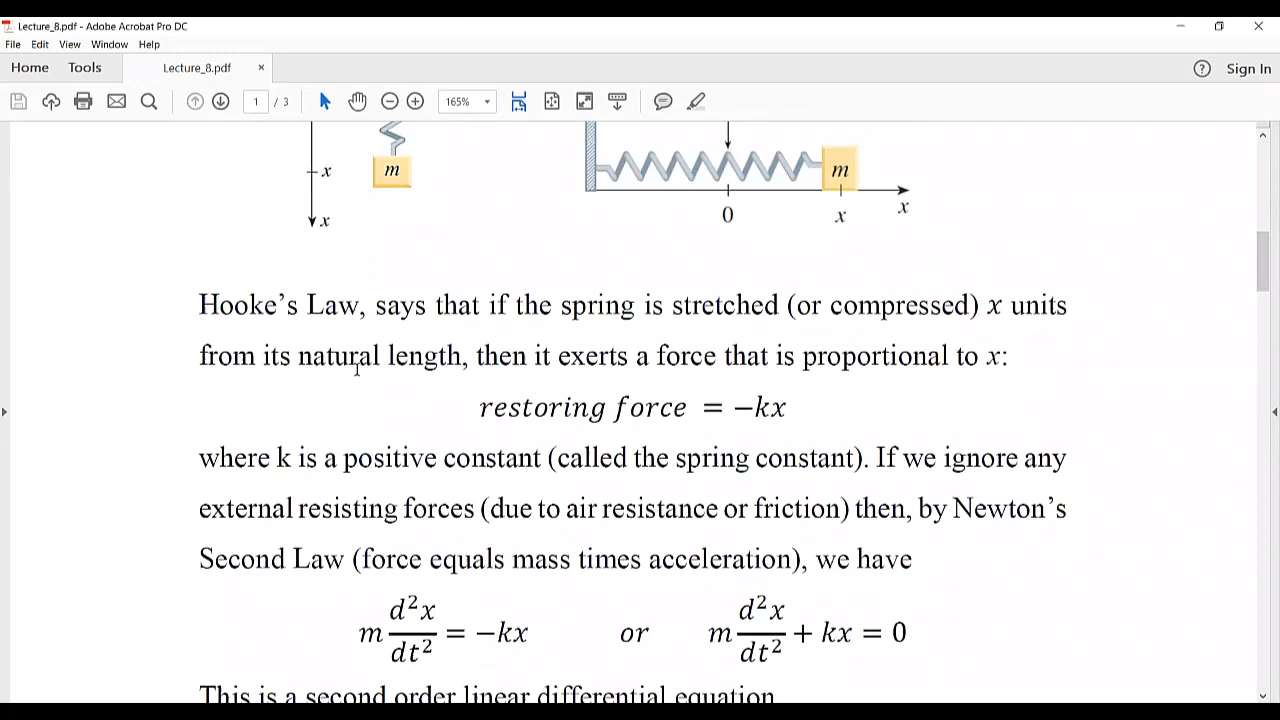 Lecture_8.pdf - Adobe Acrobat Pro DC
File Edit View Window Help
Home Tools Lecture_8.pdf × Sign In
1 / 3 165%
x m m
x 0 x x
Hooke’s Law, says that if the spring is stretched (or compressed) x units
from its natural length, then it exerts a force that is proportional to x:
restoring force = −kx
where k is a positive constant (called the spring constant). If we ignore any
external resisting forces (due to air resistance or friction) then, by Newton’s
Second Law (force equals mass times acceleration), we have
m d²x/dt² = −kx or m d²x/dt² + kx = 0
This is a second order linear differential equation